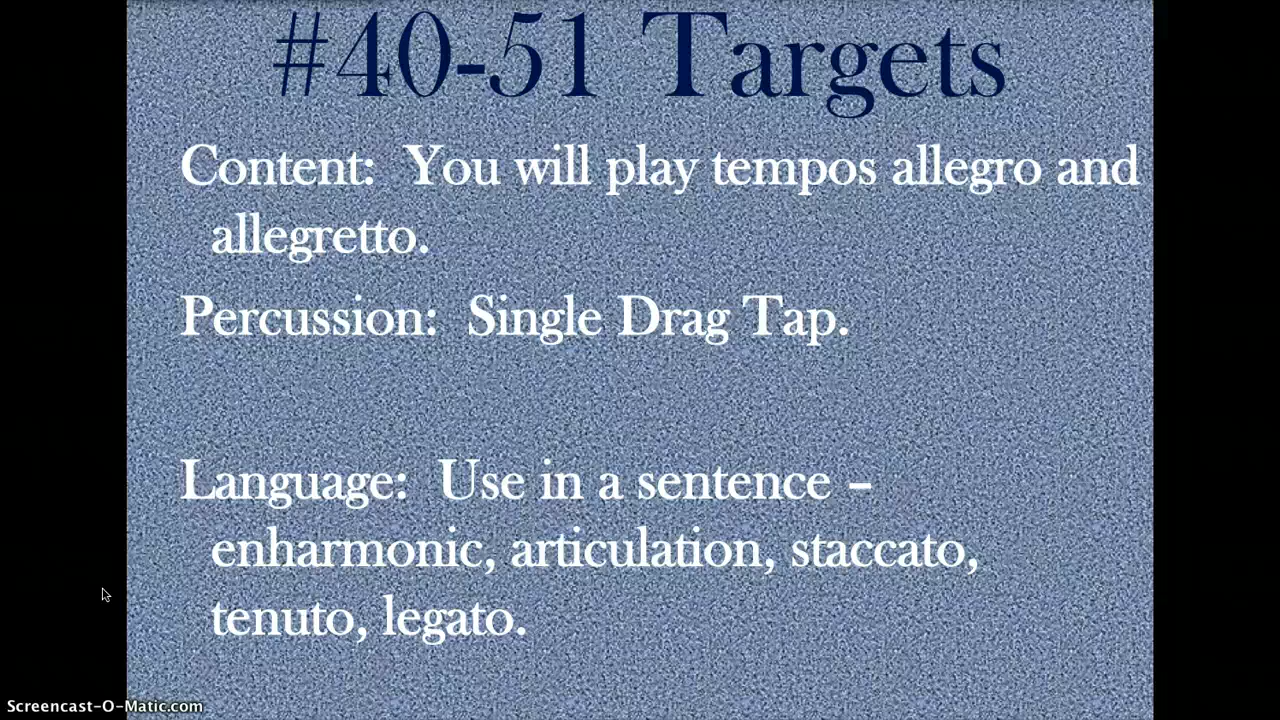 #40-51 Targets
Content: You will play tempos allegro and
allegretto.
Percussion: Single Drag Tap.
Language: Use in a sentence –
enharmonic, articulation, staccato,
tenuto, legato.
Screencast-O-Matic.com